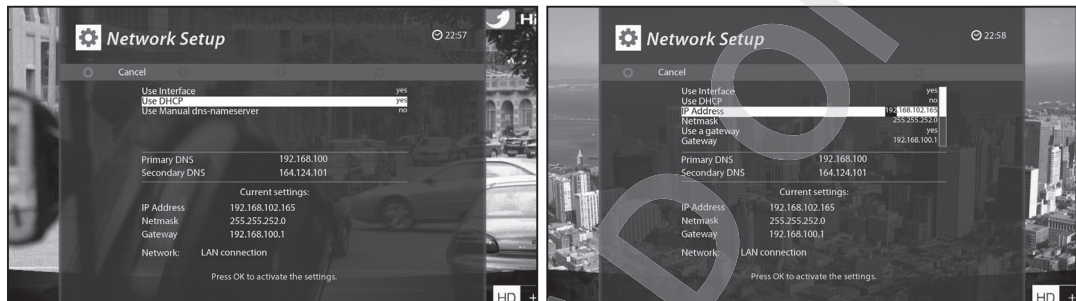 Hi
Network Setup
22:57
Cancel
Use Interface yes
Use DHCP yes
Use Manual dns-nameserver no
Primary DNS 192.168.100
Secondary DNS 164.124.101
Current settings:
IP Address 192.168.102.165
Netmask 255.255.252.0
Gateway 192.168.100.1
Network: LAN connection
Press OK to activate the settings.
HD +
Network Setup
22:58
Cancel
Use Interface yes
Use DHCP no
IP Address 192.168.102.165
Netmask 255.255.252.0
Use a gateway yes
Gateway 192.168.100.1
Primary DNS 192.168.100
Secondary DNS 164.124.101
Current settings:
IP Address 192.168.102.165
Netmask 255.255.252.0
Gateway 192.168.100.1
Network: LAN connection
Press OK to activate the settings.
HD +